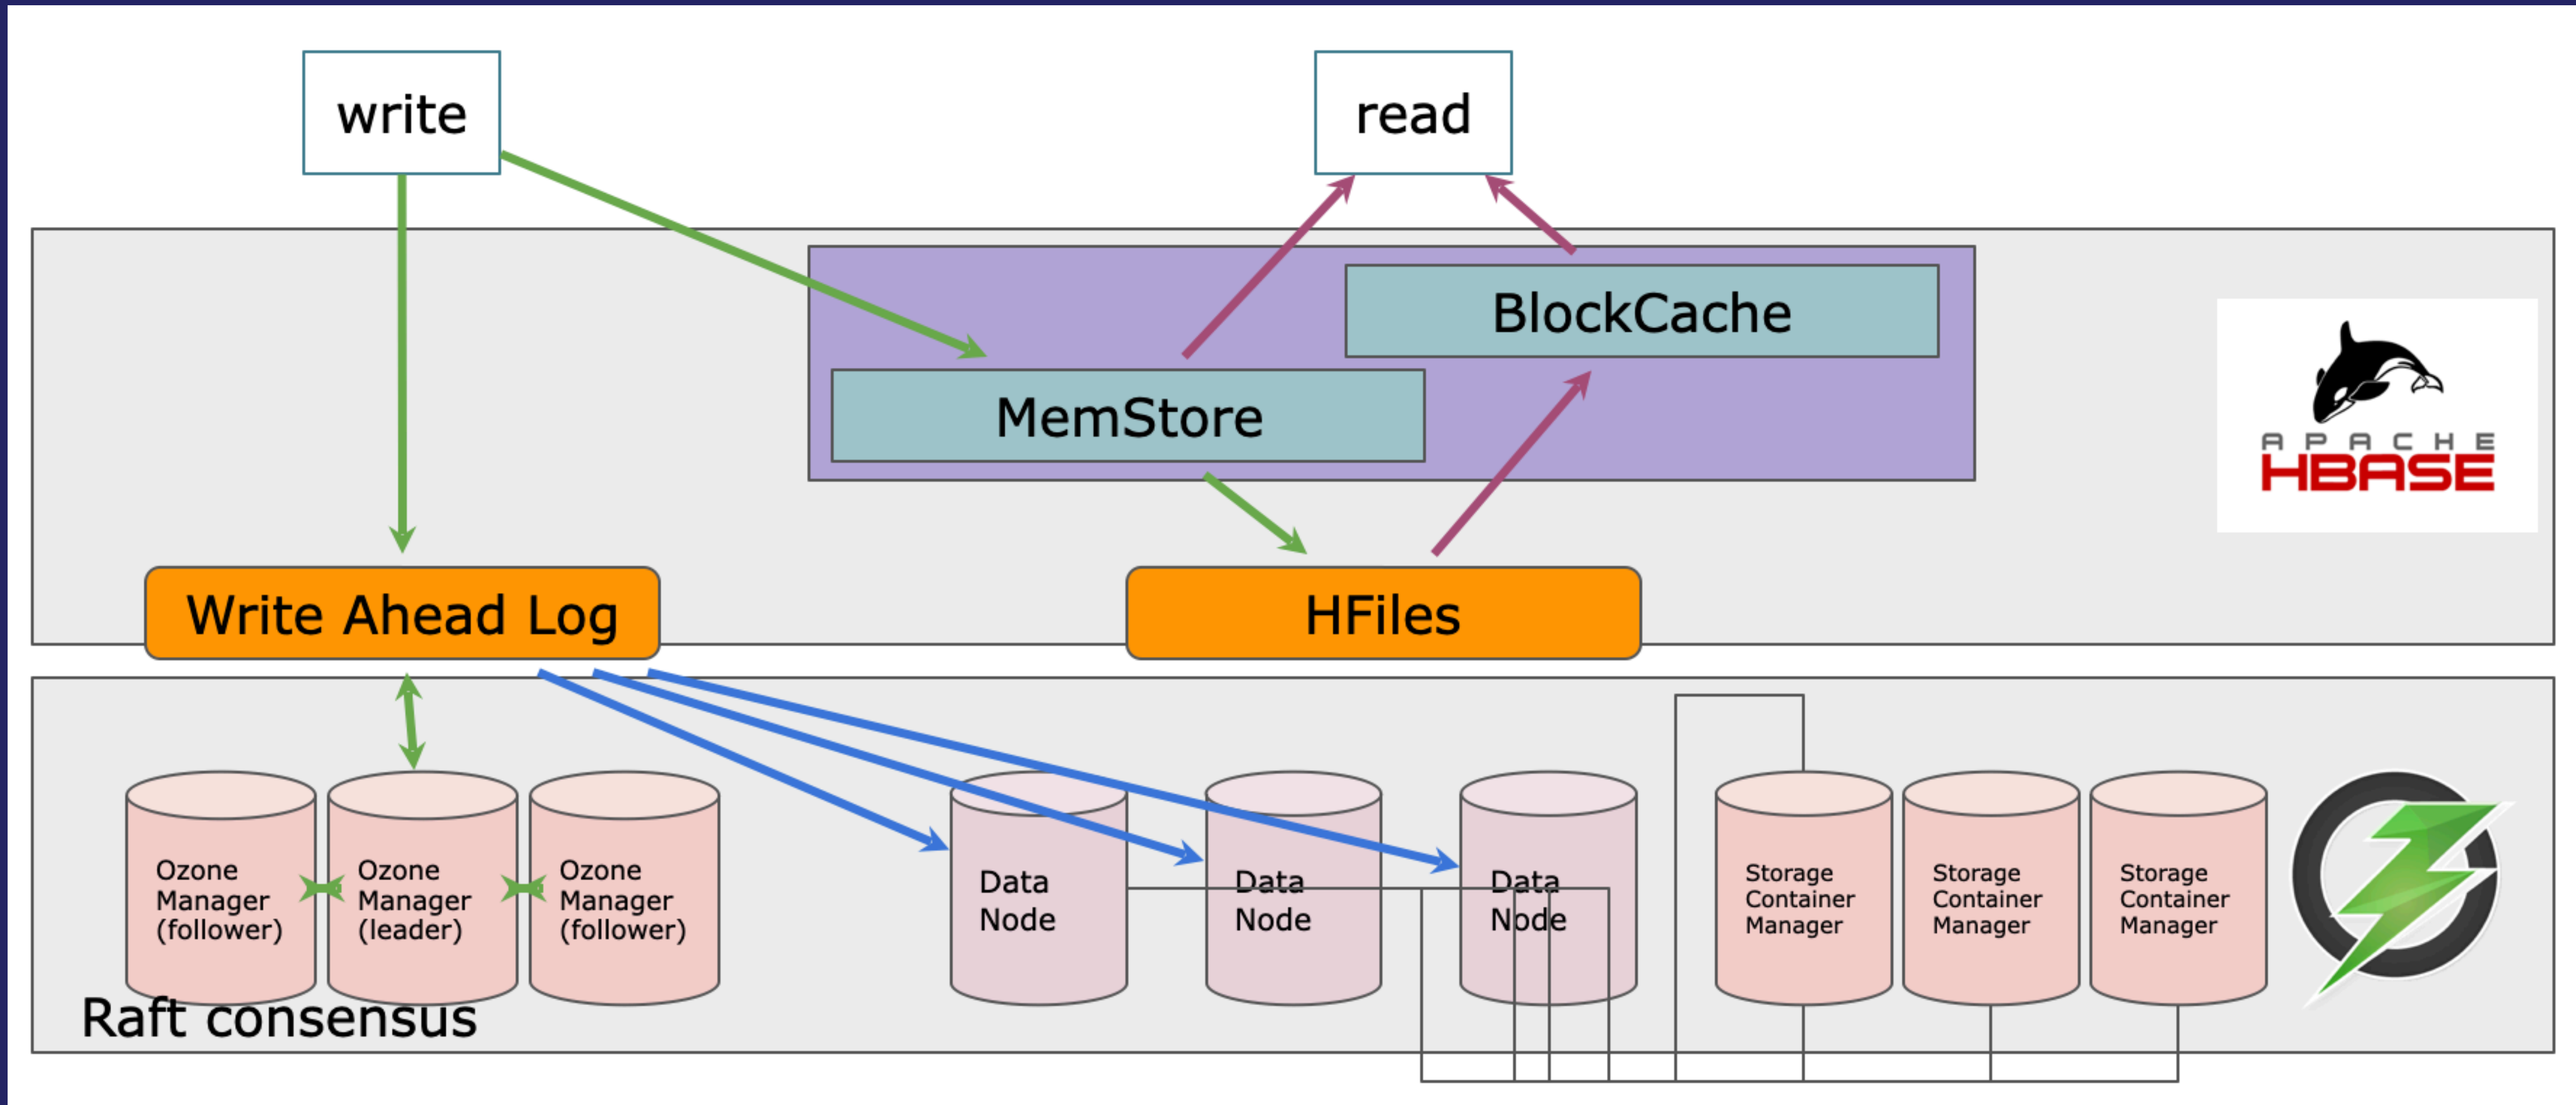 write
read
BlockCache
MemStore
APACHE
HBASE
Write Ahead Log
HFiles
Ozone
Manager
(follower)
Ozone
Manager
(leader)
Ozone
Manager
(follower)
Data
Node
Data
Node
Data
Node
Storage
Container
Manager
Storage
Container
Manager
Storage
Container
Manager
Raft consensus